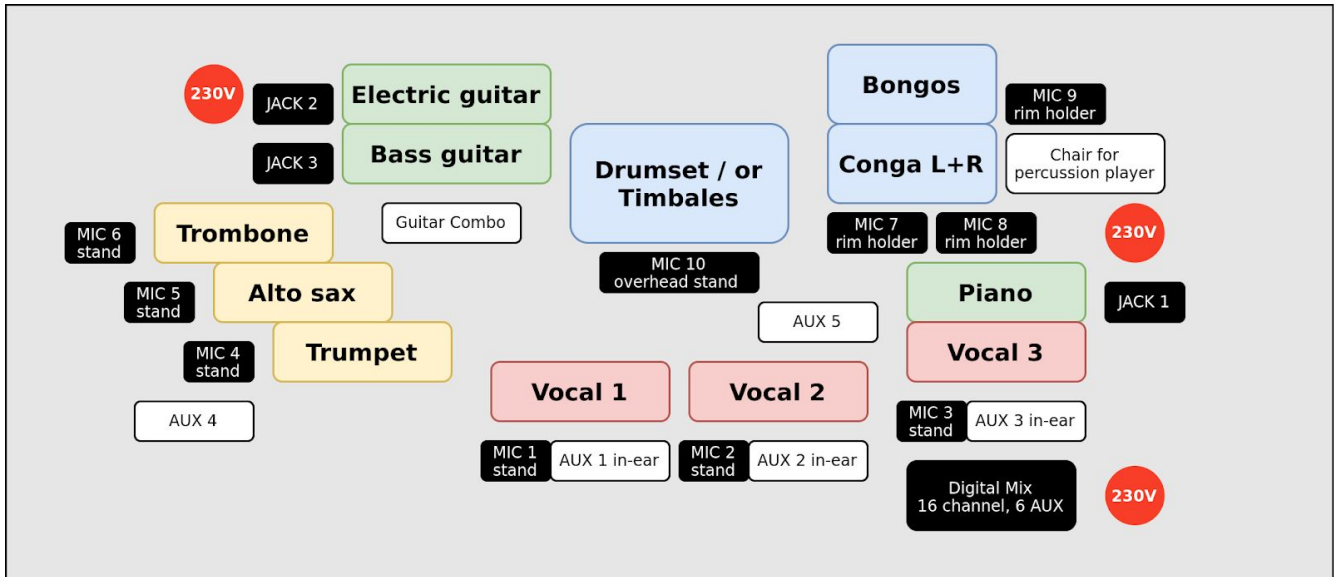 230V
JACK 2
Electric guitar
JACK 3
Bass guitar
Guitar Combo
Drumset / or
Timbales
MIC 10
overhead stand
Bongos
MIC 9
rim holder
Conga L+R
Chair for
percussion player
MIC 7
rim holder
MIC 8
rim holder
230V
MIC 6
stand
Trombone
MIC 5
stand
Alto sax
MIC 4
stand
Trumpet
AUX 4
AUX 5
Piano
JACK 1
Vocal 3
Vocal 1
Vocal 2
MIC 1
stand
AUX 1 in-ear
MIC 2
stand
AUX 2 in-ear
MIC 3
stand
AUX 3 in-ear
Digital Mix
16 channel, 6 AUX
230V